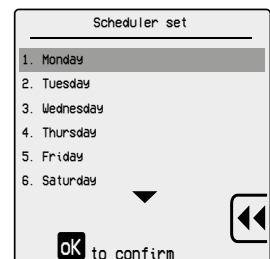 Scheduler set
1. Monday
2. Tuesday
3. Wednesday
4. Thursday
5. Friday
6. Saturday
oK to confirm